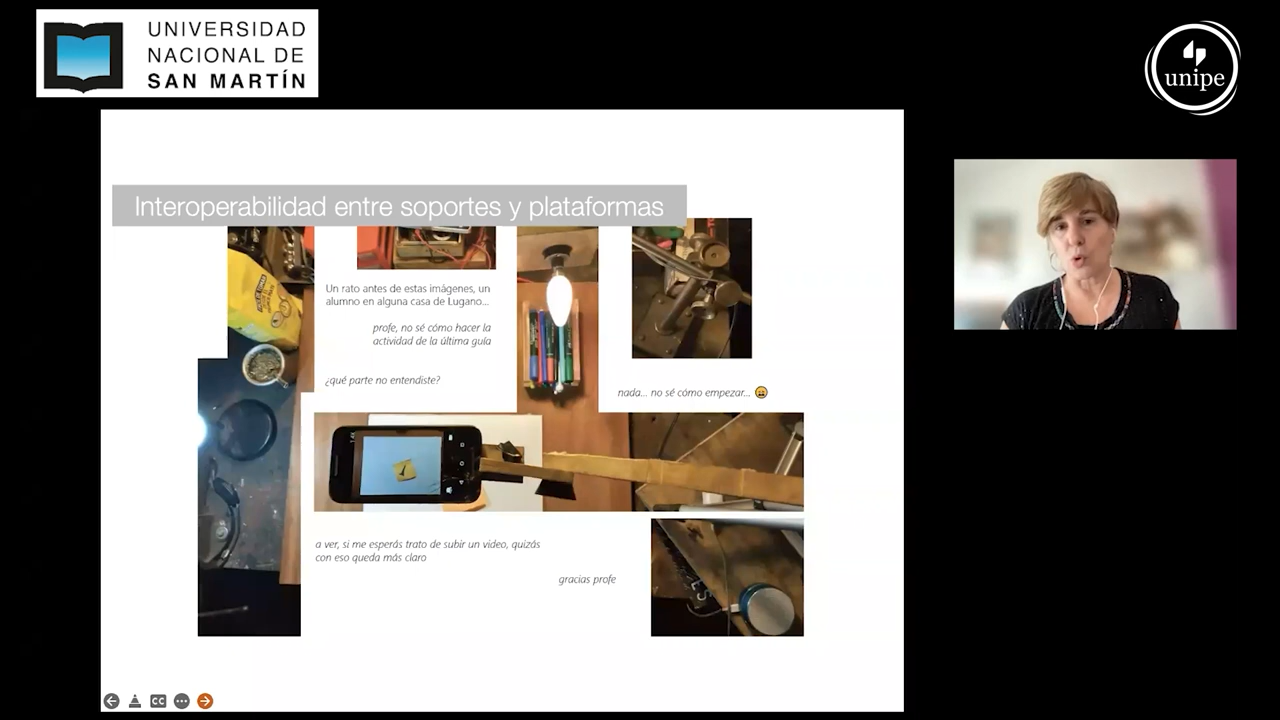 UNIVERSIDAD
NACIONAL DE
SAN MARTÍN
unipe
Interoperabilidad entre soportes y plataformas
Un rato antes de estas imágenes, un
alumno en alguna casa de Lugano...
profe, no sé cómo hacer la
actividad de la última guía
¿qué parte no entendiste?
nada... no sé cómo empezar... 😄
a ver, si me esperás trato de subir un video, quizás
con eso queda más claro
gracias profe
CC